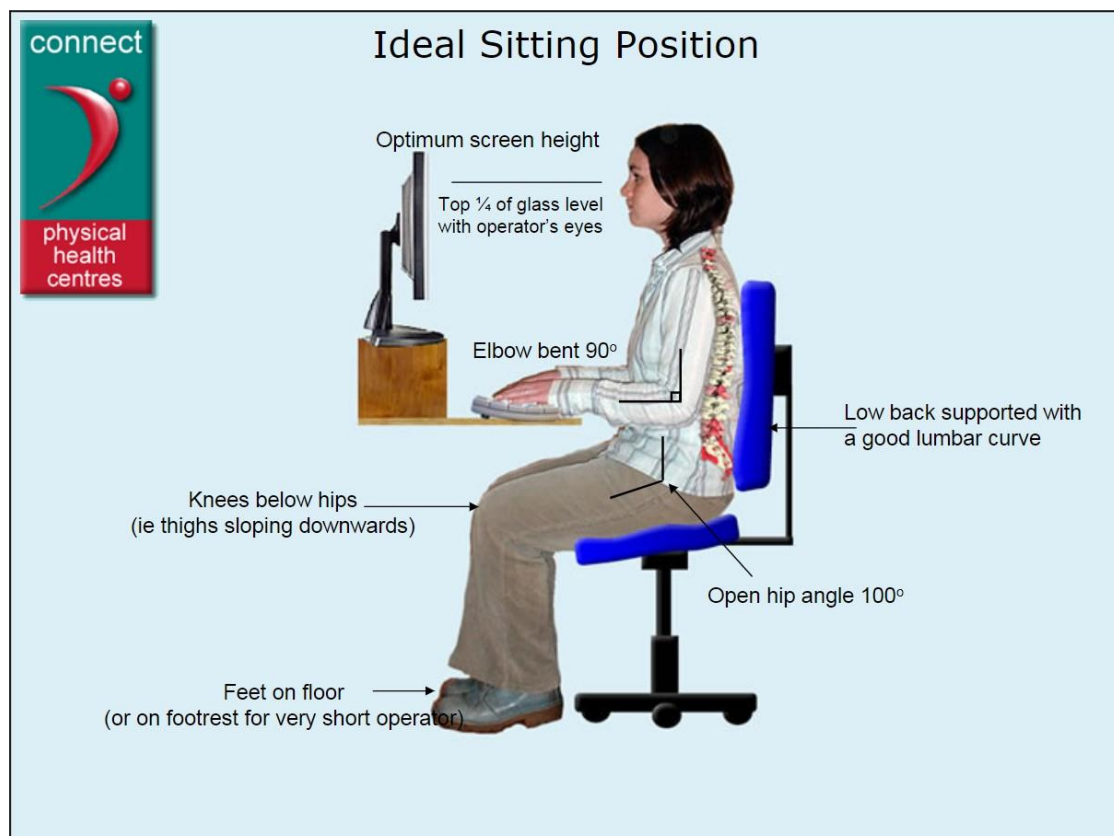 connect
physical
health
centres
Ideal Sitting Position
Optimum screen height
Top ¼ of glass level
with operator's eyes
Elbow bent 90º
Low back supported with
a good lumbar curve
Knees below hips
(ie thighs sloping downwards)
Open hip angle 100º
Feet on floor
(or on footrest for very short operator)